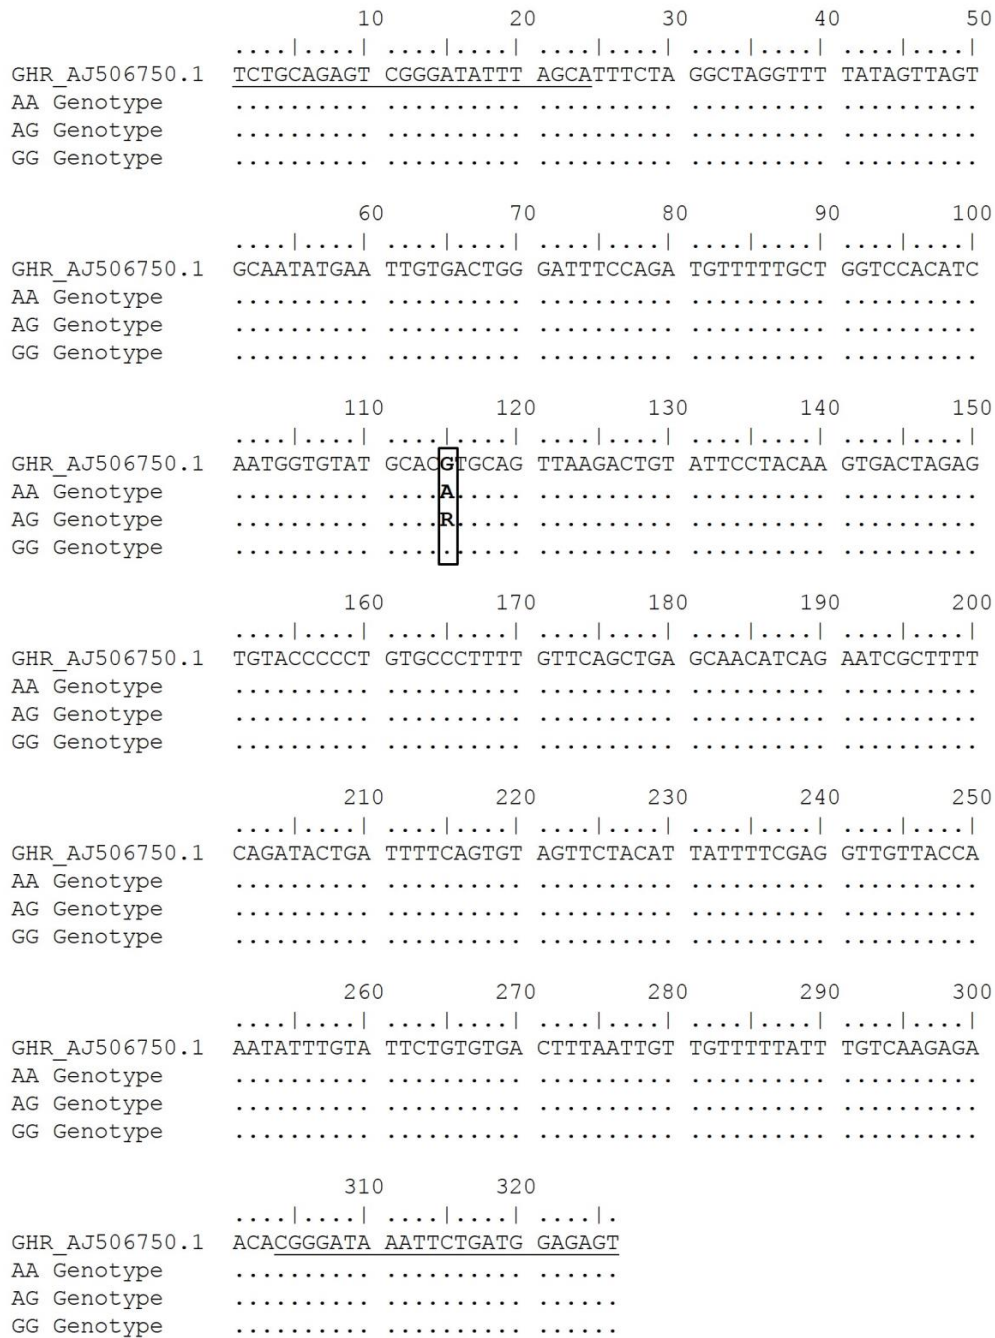 10 20 30 40 50
....|....| ....|....| ....|....| ....|....| ....|....|
GHR_AJ506750.1 TCTGCAGAGT CGGGATATTT AGCATTTCTA GGCTAGGTTT TATAGTTAGT
AA Genotype .......... .......... .......... .......... ..........
AG Genotype .......... .......... .......... .......... ..........
GG Genotype .......... .......... .......... .......... ..........
60 70 80 90 100
....|....| ....|....| ....|....| ....|....| ....|....|
GHR_AJ506750.1 GCAATATGAA TTGTGACTGG GATTTCCAGA TGTTTTTGCT GGTCCACATC
AA Genotype .......... .......... .......... .......... ..........
AG Genotype .......... .......... .......... .......... ..........
GG Genotype .......... .......... .......... .......... ..........
110 120 130 140 150
....|....| ....|....| ....|....| ....|....| ....|....|
GHR_AJ506750.1 AATGGTGTAT GCACGTGCAG TTAAGACTGT ATTCCTACAA GTGACTAGAG
AA Genotype .......... ....A..... .......... .......... ..........
AG Genotype .......... ....R..... .......... .......... ..........
GG Genotype .......... .......... .......... .......... ..........
160 170 180 190 200
....|....| ....|....| ....|....| ....|....| ....|....|
GHR_AJ506750.1 TGTACCCCCT GTGCCCTTTT GTTCAGCTGA GCAACATCAG AATCGCTTTT
AA Genotype .......... .......... .......... .......... ..........
AG Genotype .......... .......... .......... .......... ..........
GG Genotype .......... .......... .......... .......... ..........
210 220 230 240 250
....|....| ....|....| ....|....| ....|....| ....|....|
GHR_AJ506750.1 CAGATACTGA TTTTCAGTGT AGTTCTACAT TATTTTCGAG GTTGTTACCA
AA Genotype .......... .......... .......... .......... ..........
AG Genotype .......... .......... .......... .......... ..........
GG Genotype .......... .......... .......... .......... ..........
260 270 280 290 300
....|....| ....|....| ....|....| ....|....| ....|....|
GHR_AJ506750.1 AATATTTGTA TTCTGTGTGA CTTTAATTGT TGTTTTTATT TGTCAAGAGA
AA Genotype .......... .......... .......... .......... ..........
AG Genotype .......... .......... .......... .......... ..........
GG Genotype .......... .......... .......... .......... ..........
310 320
....|....| ....|....| ....|.
GHR_AJ506750.1 ACACGGGATA AATTCTGATG GAGAGT
AA Genotype .......... .......... ......
AG Genotype .......... .......... ......
GG Genotype .......... .......... ......